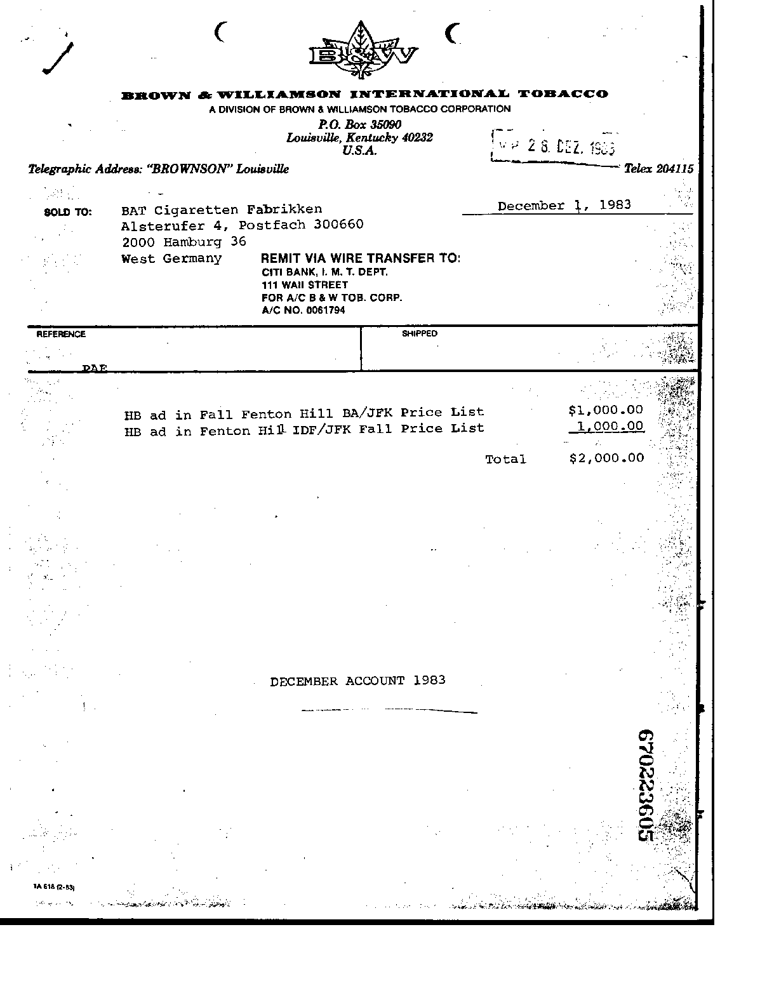 B&W
BROWN & WILLIAMSON INTERNATIONAL TOBACCO
A DIVISION OF BROWN & WILLIAMSON TOBACCO CORPORATION
P.O. Box 35090
Louisville, Kentucky 40232
U.S.A.
28. DEZ. 1983
Telegraphic Address: "BROWNSON" Louisville Telex 204115
December 1, 1983
SOLD TO: BAT Cigaretten Fabrikken
Alsterufer 4, Postfach 300660
2000 Hamburg 36
West Germany REMIT VIA WIRE TRANSFER TO:
CITI BANK, I. M. T. DEPT.
111 WAll STREET
FOR A/C B & W TOB. CORP.
A/C NO. 0061794
REFERENCE SHIPPED
DAE
HB ad in Fall Fenton Hill BA/JFK Price List $1,000.00
HB ad in Fenton Hill IDF/JFK Fall Price List 1,000.00
Total $2,000.00
DECEMBER ACCOUNT 1983
670223605
1A 618 (2-83)